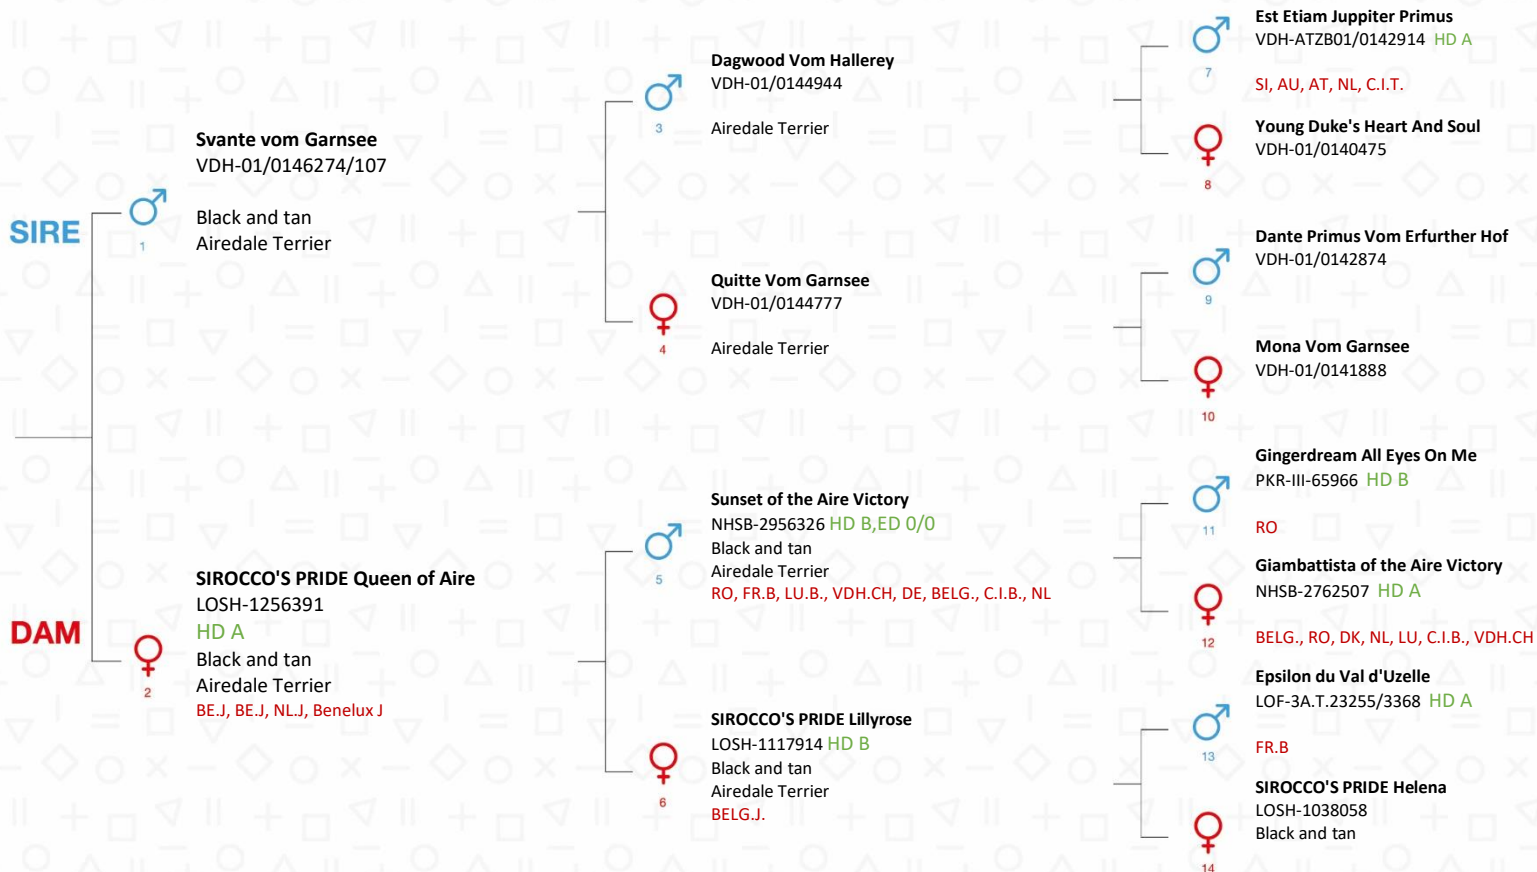 SIRE
1
Svante vom Garnsee
VDH-01/0146274/107
Black and tan
Airedale Terrier
DAM
2
SIROCCO'S PRIDE Queen of Aire
LOSH-1256391
HD A
Black and tan
Airedale Terrier
BE.J, BE.J, NL.J, Benelux J
3
Dagwood Vom Hallerey
VDH-01/0144944
Airedale Terrier
4
Quitte Vom Garnsee
VDH-01/0144777
Airedale Terrier
5
Sunset of the Aire Victory
NHSB-2956326 HD B,ED 0/0
Black and tan
Airedale Terrier
RO, FR.B, LU.B., VDH.CH, DE, BELG., C.I.B., NL
6
SIROCCO'S PRIDE Lillyrose
LOSH-1117914 HD B
Black and tan
Airedale Terrier
BELG.J.
7
Est Etiam Juppiter Primus
VDH-ATZB01/0142914 HD A
SI, AU, AT, NL, C.I.T.
8
Young Duke's Heart And Soul
VDH-01/0140475
9
Dante Primus Vom Erfurther Hof
VDH-01/0142874
10
Mona Vom Garnsee
VDH-01/0141888
11
Gingerdream All Eyes On Me
PKR-III-65966 HD B
RO
12
Giambattista of the Aire Victory
NHSB-2762507 HD A
BELG., RO, DK, NL, LU, C.I.B., VDH.CH
13
Epsilon du Val d'Uzelle
LOF-3A.T.23255/3368 HD A
FR.B
14
SIROCCO'S PRIDE Helena
LOSH-1038058
Black and tan